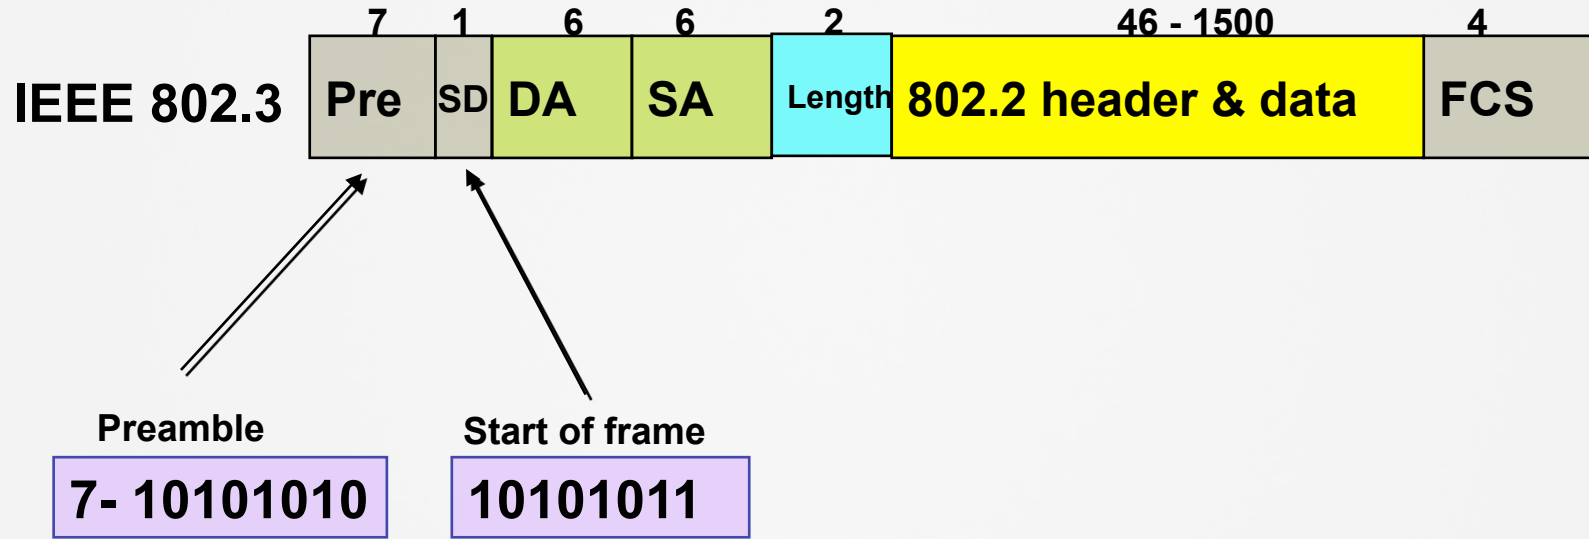 7 1 6 6 2 46 - 1500 4
IEEE 802.3 Pre SD DA SA Length 802.2 header & data FCS
Preamble Start of frame
7- 10101010 10101011